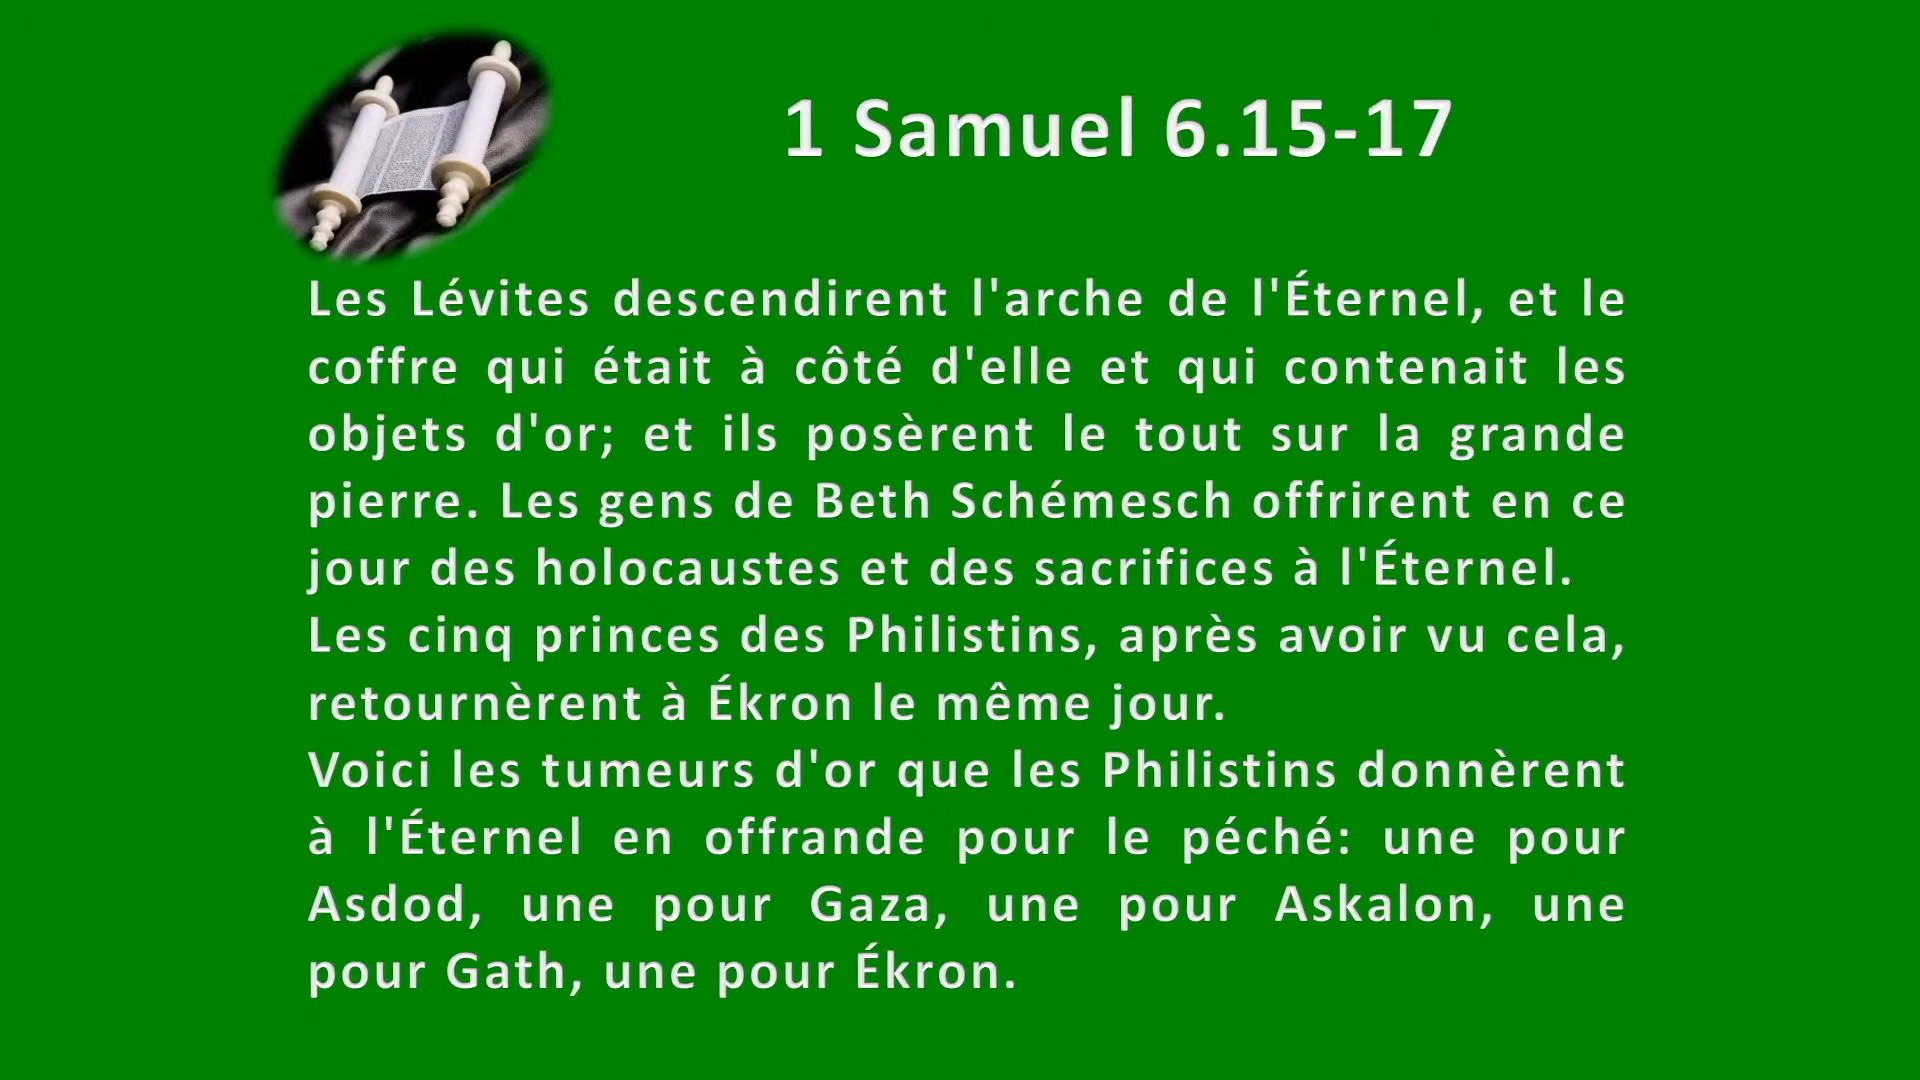 1 Samuel 6.15-17
Les Lévites descendirent l'arche de l'Éternel, et le
coffre qui était à côté d'elle et qui contenait les
objets d'or; et ils posèrent le tout sur la grande
pierre. Les gens de Beth Schémesch offrirent en ce
jour des holocaustes et des sacrifices à l'Éternel.
Les cinq princes des Philistins, après avoir vu cela,
retournèrent à Ékron le même jour.
Voici les tumeurs d'or que les Philistins donnèrent
à l'Éternel en offrande pour le péché: une pour
Asdod, une pour Gaza, une pour Askalon, une
pour Gath, une pour Ékron.